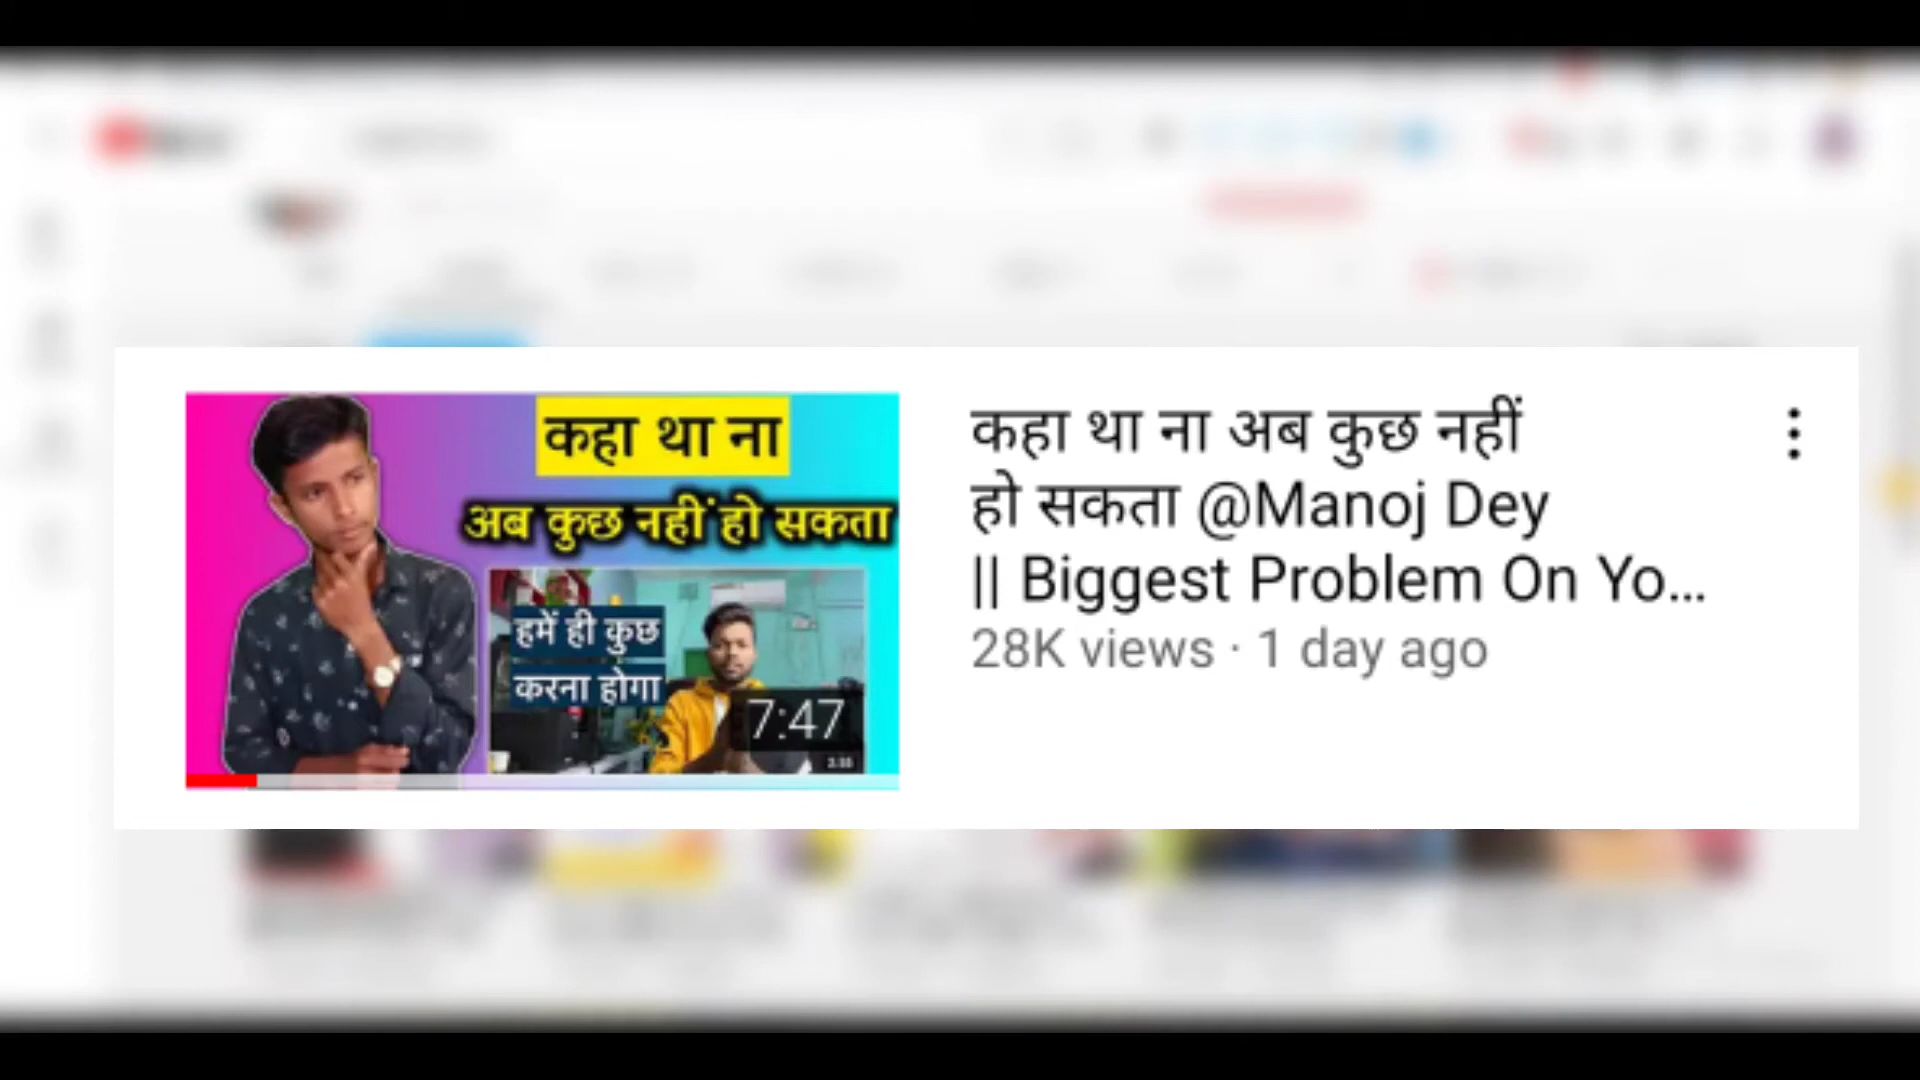 कहा था ना
अब कुछ नहीं हो सकता
हमें ही कुछ
करना होगा
7:47
कहा था ना अब कुछ नहीं
हो सकता @Manoj Dey
|| Biggest Problem On Yo...
28K views · 1 day ago